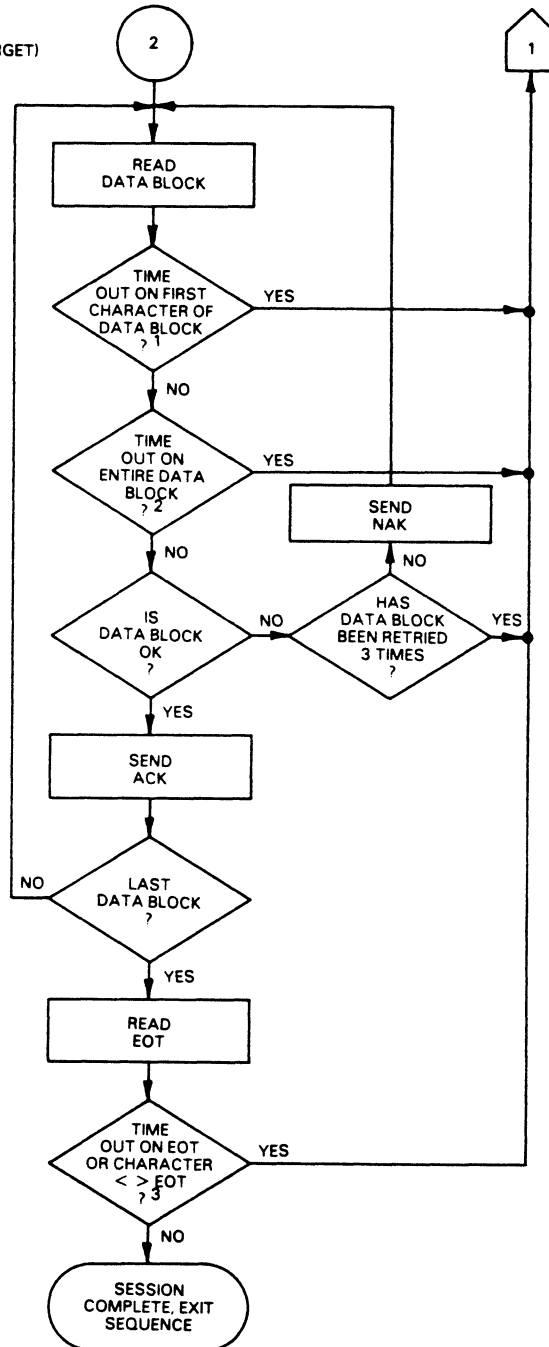 RGET)
2
1
READ
DATA BLOCK
TIME
OUT ON FIRST
CHARACTER OF
DATA BLOCK
? 1
YES
NO
TIME
OUT ON
ENTIRE DATA
BLOCK
? 2
YES
SEND
NAK
NO
NO
IS
DATA BLOCK
OK
?
NO
HAS
DATA BLOCK
BEEN RETRIED
3 TIMES
?
YES
YES
SEND
ACK
NO
LAST
DATA BLOCK
?
YES
READ
EOT
TIME
OUT ON EOT
OR CHARACTER
< > EOT
? 3
YES
NO
SESSION
COMPLETE, EXIT
SEQUENCE